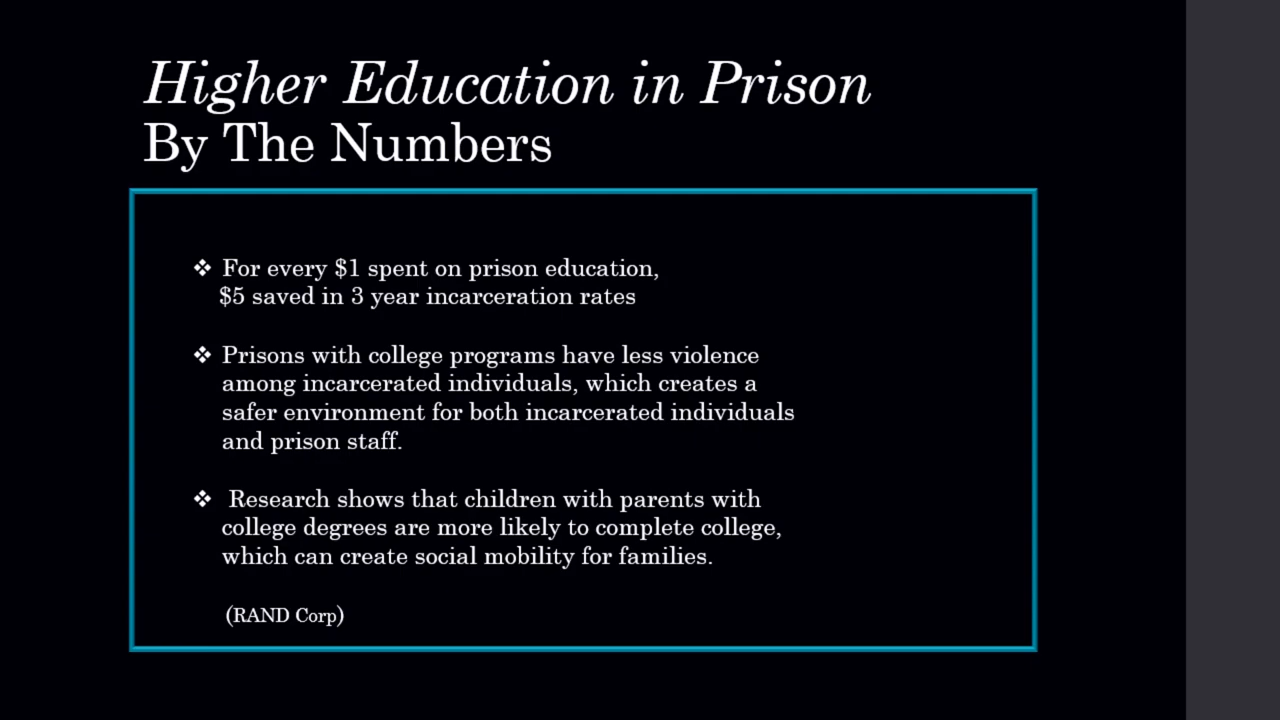 Higher Education in Prison
By The Numbers
❖ For every $1 spent on prison education,
$5 saved in 3 year incarceration rates
❖ Prisons with college programs have less violence
among incarcerated individuals, which creates a
safer environment for both incarcerated individuals
and prison staff.
❖ Research shows that children with parents with
college degrees are more likely to complete college,
which can create social mobility for families.
(RAND Corp)